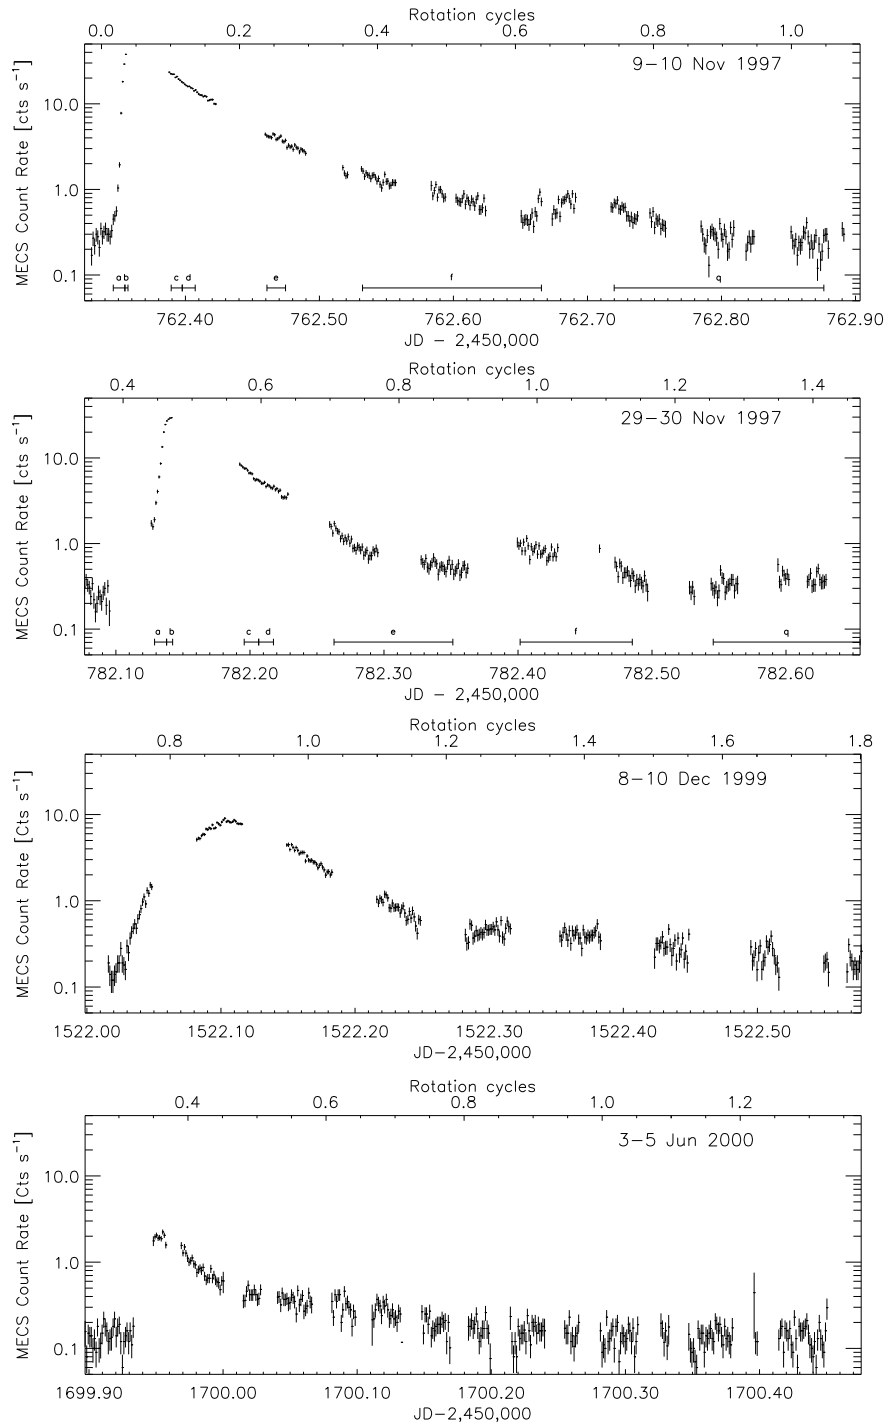 Rotation cycles
0.0 0.2 0.4 0.6 0.8 1.0
9-10 Nov 1997
MECS Count Rate [cts s⁻¹]
10.0
1.0
0.1
a b c d e f g
762.40 762.50 762.60 762.70 762.80 762.90
JD - 2,450,000
Rotation cycles
0.4 0.6 0.8 1.0 1.2 1.4
29-30 Nov 1997
MECS Count Rate [cts s⁻¹]
10.0
1.0
0.1
a b c d e f g
782.10 782.20 782.30 782.40 782.50 782.60
JD - 2,450,000
Rotation cycles
0.8 1.0 1.2 1.4 1.6 1.8
8-10 Dec 1999
MECS Count Rate [Cts s⁻¹]
10.0
1.0
0.1
1522.00 1522.10 1522.20 1522.30 1522.40 1522.50
JD-2,450,000
Rotation cycles
0.4 0.6 0.8 1.0 1.2
3-5 Jun 2000
MECS Count Rate [Cts s⁻¹]
10.0
1.0
0.1
1699.90 1700.00 1700.10 1700.20 1700.30 1700.40
JD-2,450,000